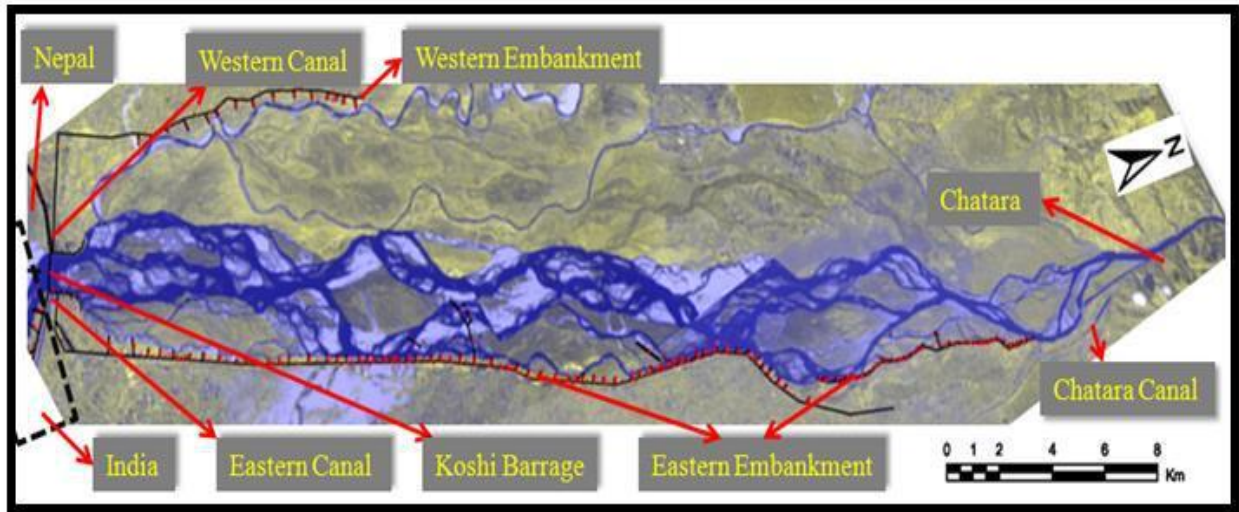 Nepal
Western Canal
Western Embankment
N
Chatara
Chatara Canal
India
Eastern Canal
Koshi Barrage
Eastern Embankment
0 1 2 4 6 8
Km